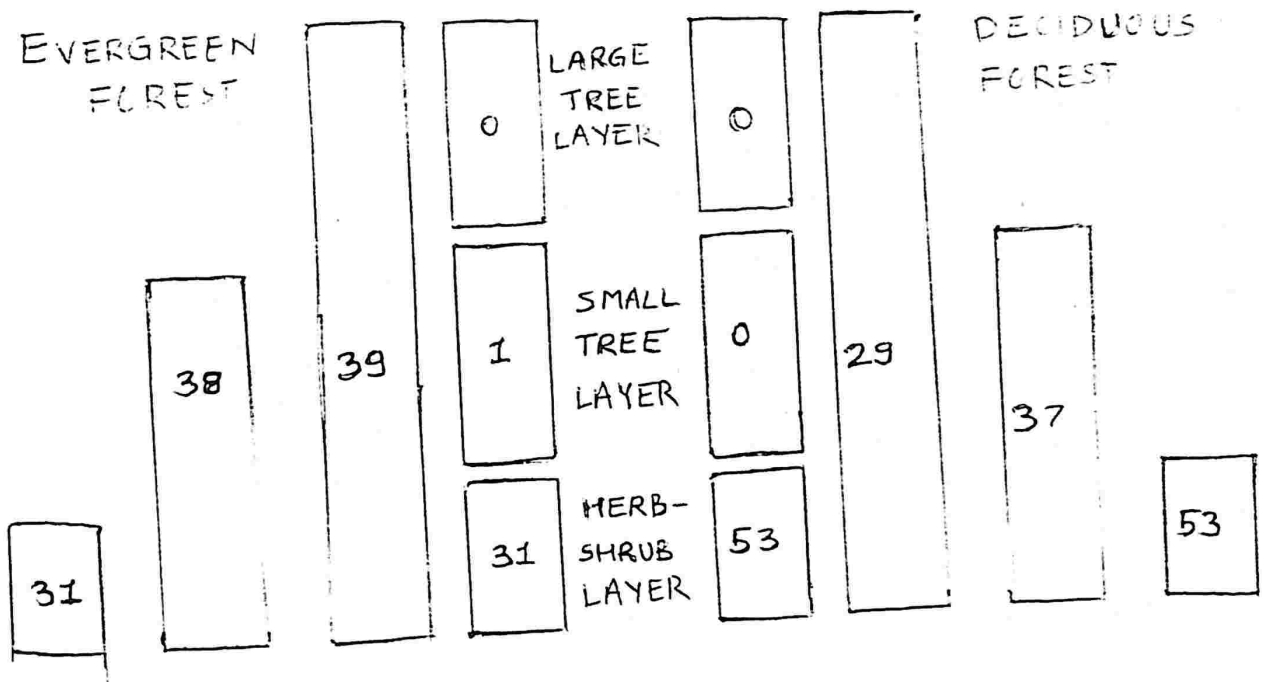 EVERGREEN
FOREST
DECIDUOUS
FOREST
0
LARGE
TREE
LAYER
0
38
39
1
SMALL
TREE
LAYER
0
29
37
31
31
HERB-
SHRUB
LAYER
53
53